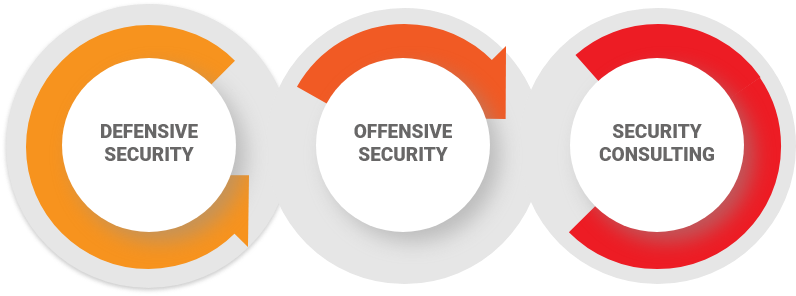 DEFENSIVE
SECURITY
OFFENSIVE
SECURITY
SECURITY
CONSULTING